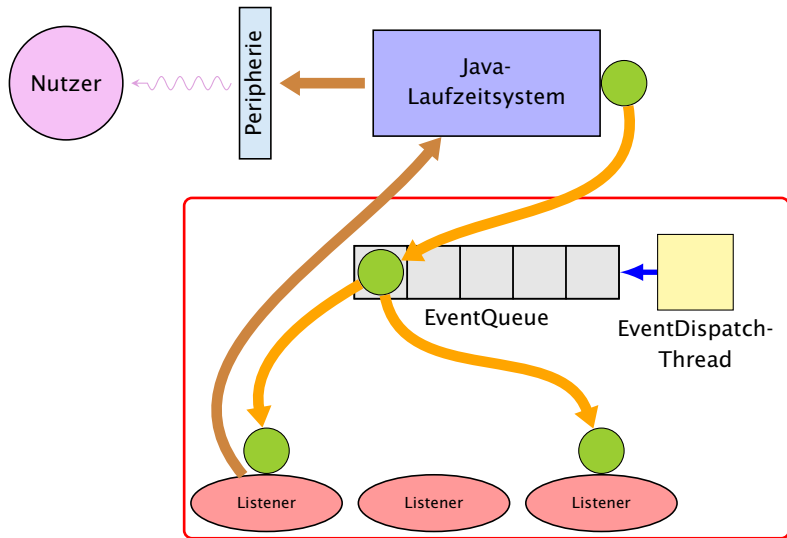 Nutzer
Peripherie
Java-
Laufzeitsystem
EventQueue
EventDispatch-
Thread
Listener
Listener
Listener